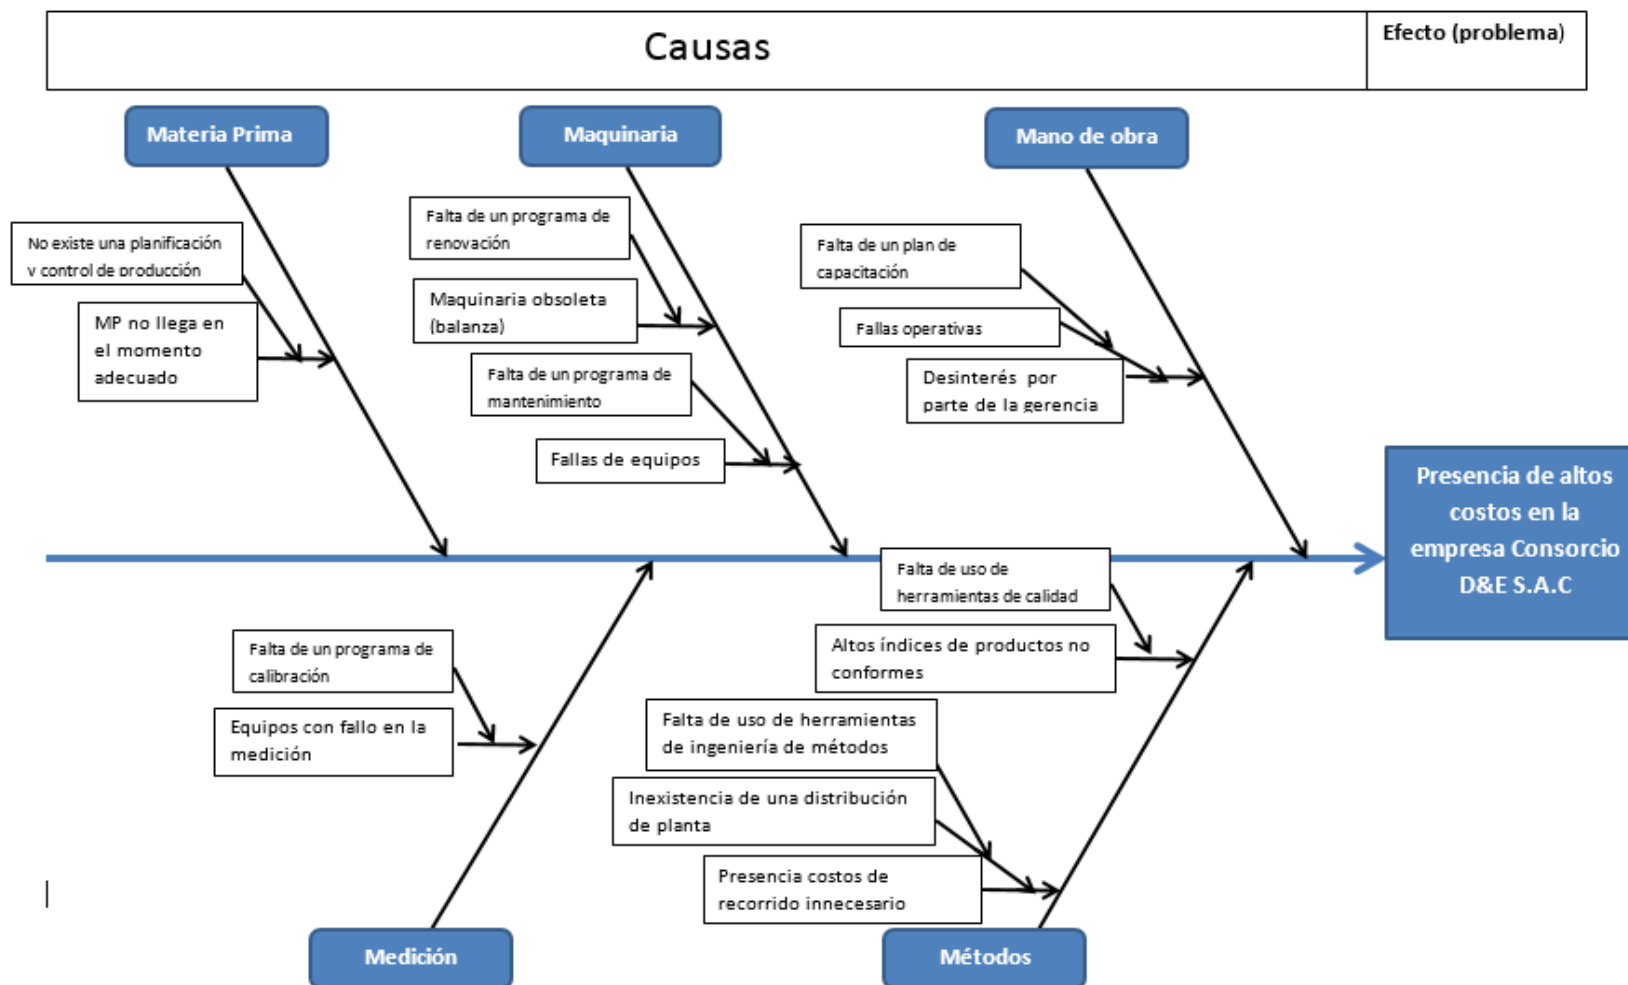 Causas
Efecto (problema)
Materia Prima
Maquinaria
Mano de obra
No existe una planificación
y control de producción
MP no llega en
el momento
adecuado
Falta de un programa de
renovación
Maquinaria obsoleta
(balanza)
Falta de un programa de
mantenimiento
Fallas de equipos
Falta de un plan de
capacitación
Fallas operativas
Desinterés por
parte de la gerencia
Presencia de altos
costos en la
empresa Consorcio
D&E S.A.C
Falta de un programa de
calibración
Equipos con fallo en la
medición
Falta de uso de
herramientas de calidad
Altos índices de productos no
conformes
Falta de uso de herramientas
de ingeniería de métodos
Inexistencia de una distribución
de planta
Presencia costos de
recorrido innecesario
Medición
Métodos